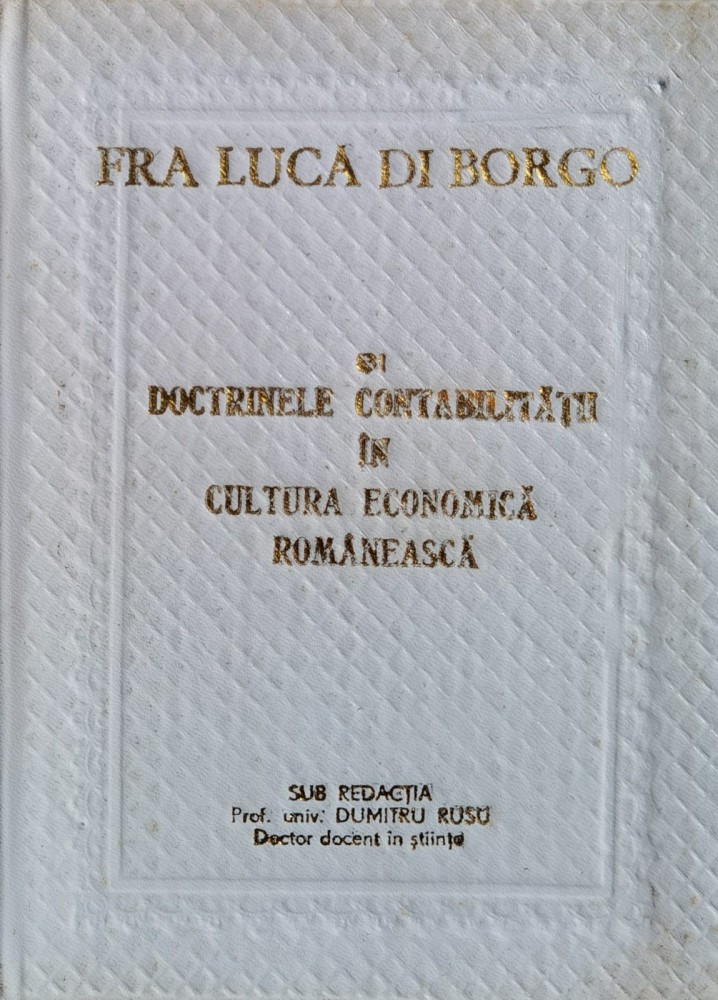 FRA LUCA DI BORGO
ȘI
DOCTRINELE CONTABILITĂȚII
ÎN
CULTURA ECONOMICĂ
ROMÂNEASCĂ
SUB REDACȚIA
Prof. univ. DUMITRU RUSU
Doctor docent în științe